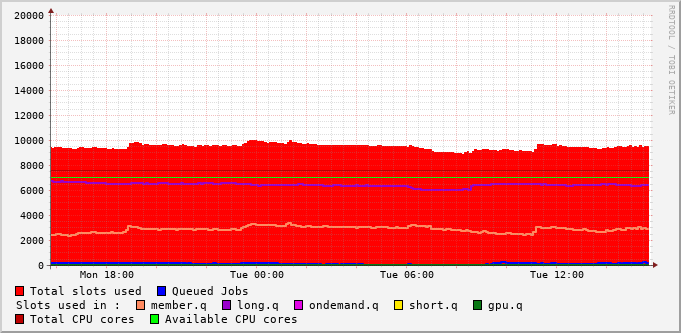 20000
18000
16000
14000
12000
10000
8000
6000
4000
2000
0
Mon 18:00 Tue 00:00 Tue 06:00 Tue 12:00
RRDTOOL / TOBI OETIKER
Total slots used Queued Jobs
Slots used in : member.q long.q ondemand.q short.q gpu.q
Total CPU cores Available CPU cores